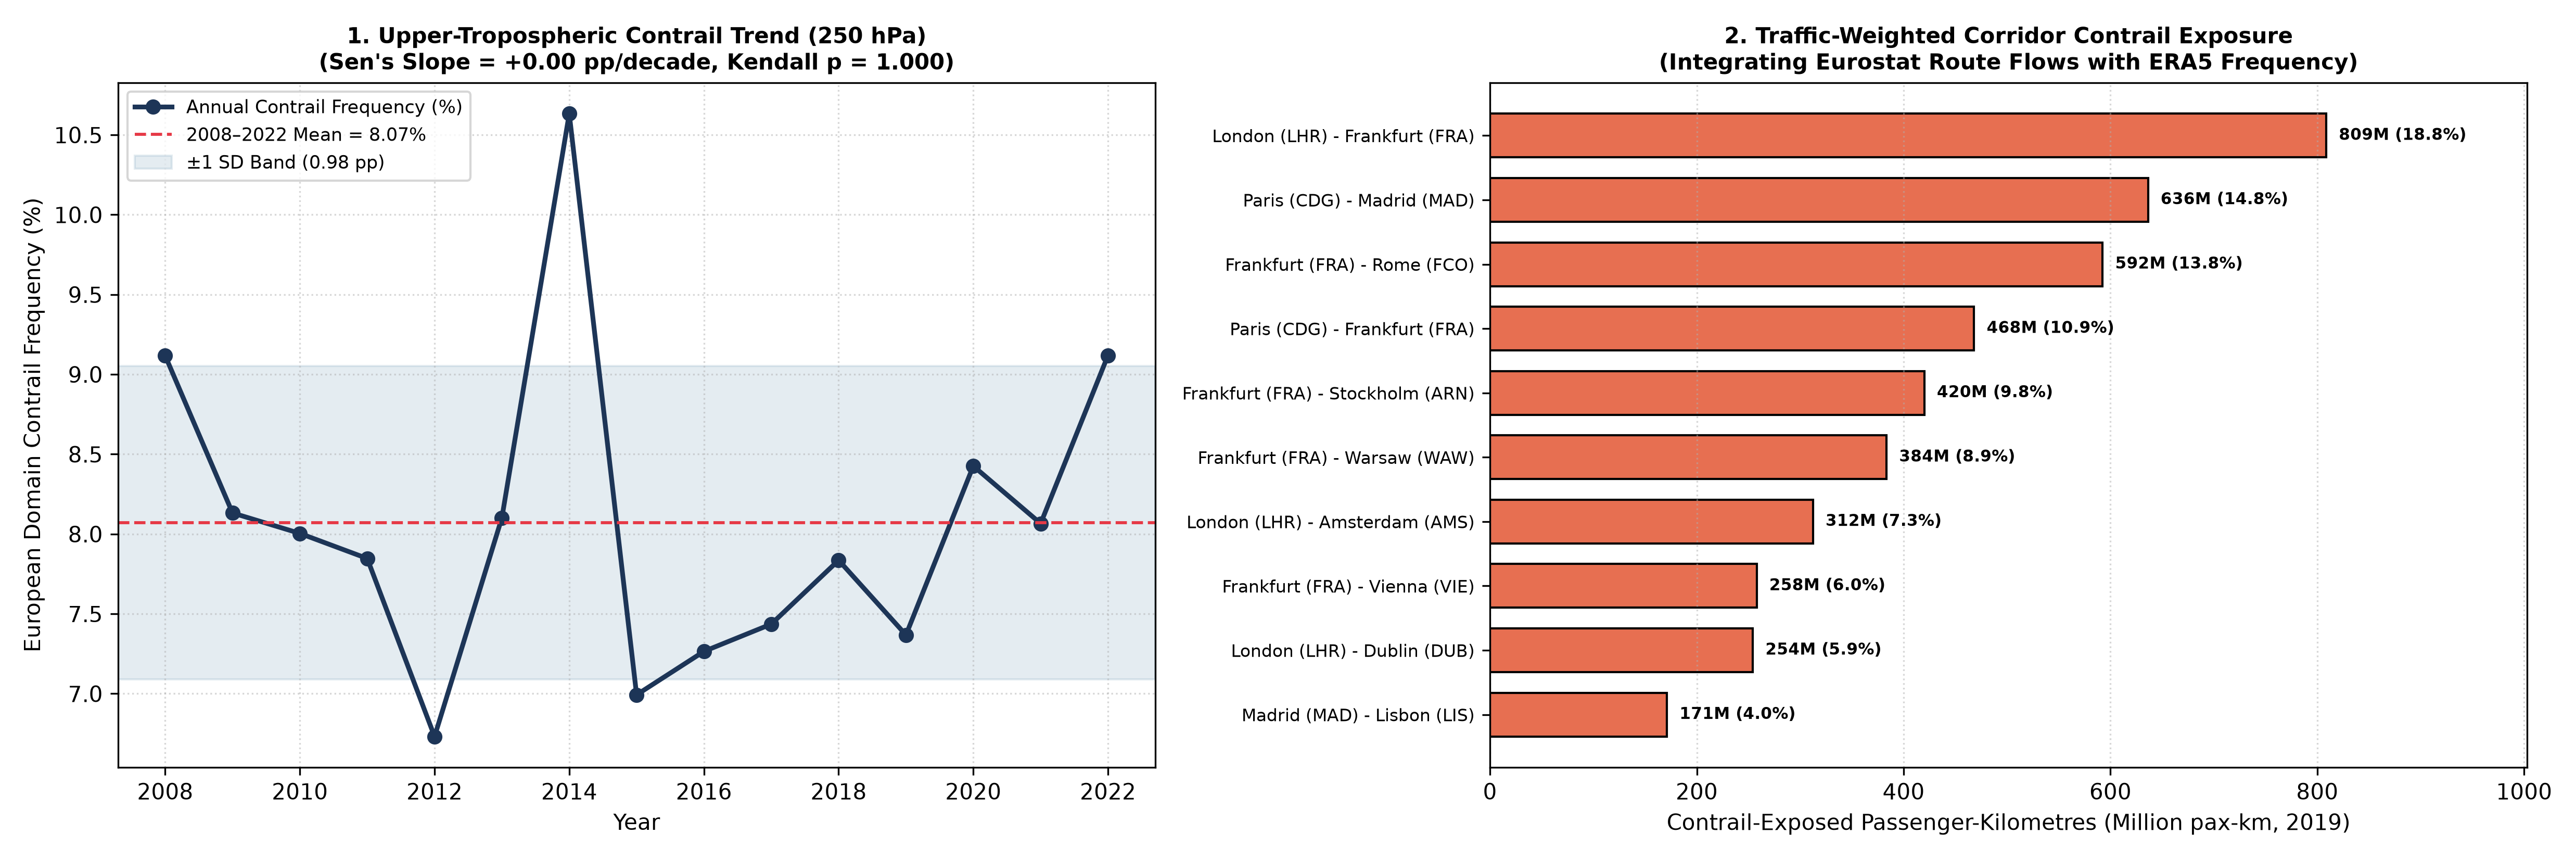 1. Upper-Tropospheric Contrail Trend (250 hPa)
(Sen's Slope = +0.00 pp/decade, Kendall p = 1.000)
Annual Contrail Frequency (%)
2008–2022 Mean = 8.07%
±1 SD Band (0.98 pp)
European Domain Contrail Frequency (%)
10.5
10.0
9.5
9.0
8.5
8.0
7.5
7.0
2008 2010 2012 2014 2016 2018 2020 2022
Year
2. Traffic-Weighted Corridor Contrail Exposure
(Integrating Eurostat Route Flows with ERA5 Frequency)
London (LHR) - Frankfurt (FRA) 809M (18.8%)
Paris (CDG) - Madrid (MAD) 636M (14.8%)
Frankfurt (FRA) - Rome (FCO) 592M (13.8%)
Paris (CDG) - Frankfurt (FRA) 468M (10.9%)
Frankfurt (FRA) - Stockholm (ARN) 420M (9.8%)
Frankfurt (FRA) - Warsaw (WAW) 384M (8.9%)
London (LHR) - Amsterdam (AMS) 312M (7.3%)
Frankfurt (FRA) - Vienna (VIE) 258M (6.0%)
London (LHR) - Dublin (DUB) 254M (5.9%)
Madrid (MAD) - Lisbon (LIS) 171M (4.0%)
0 200 400 600 800 1000
Contrail-Exposed Passenger-Kilometres (Million pax-km, 2019)